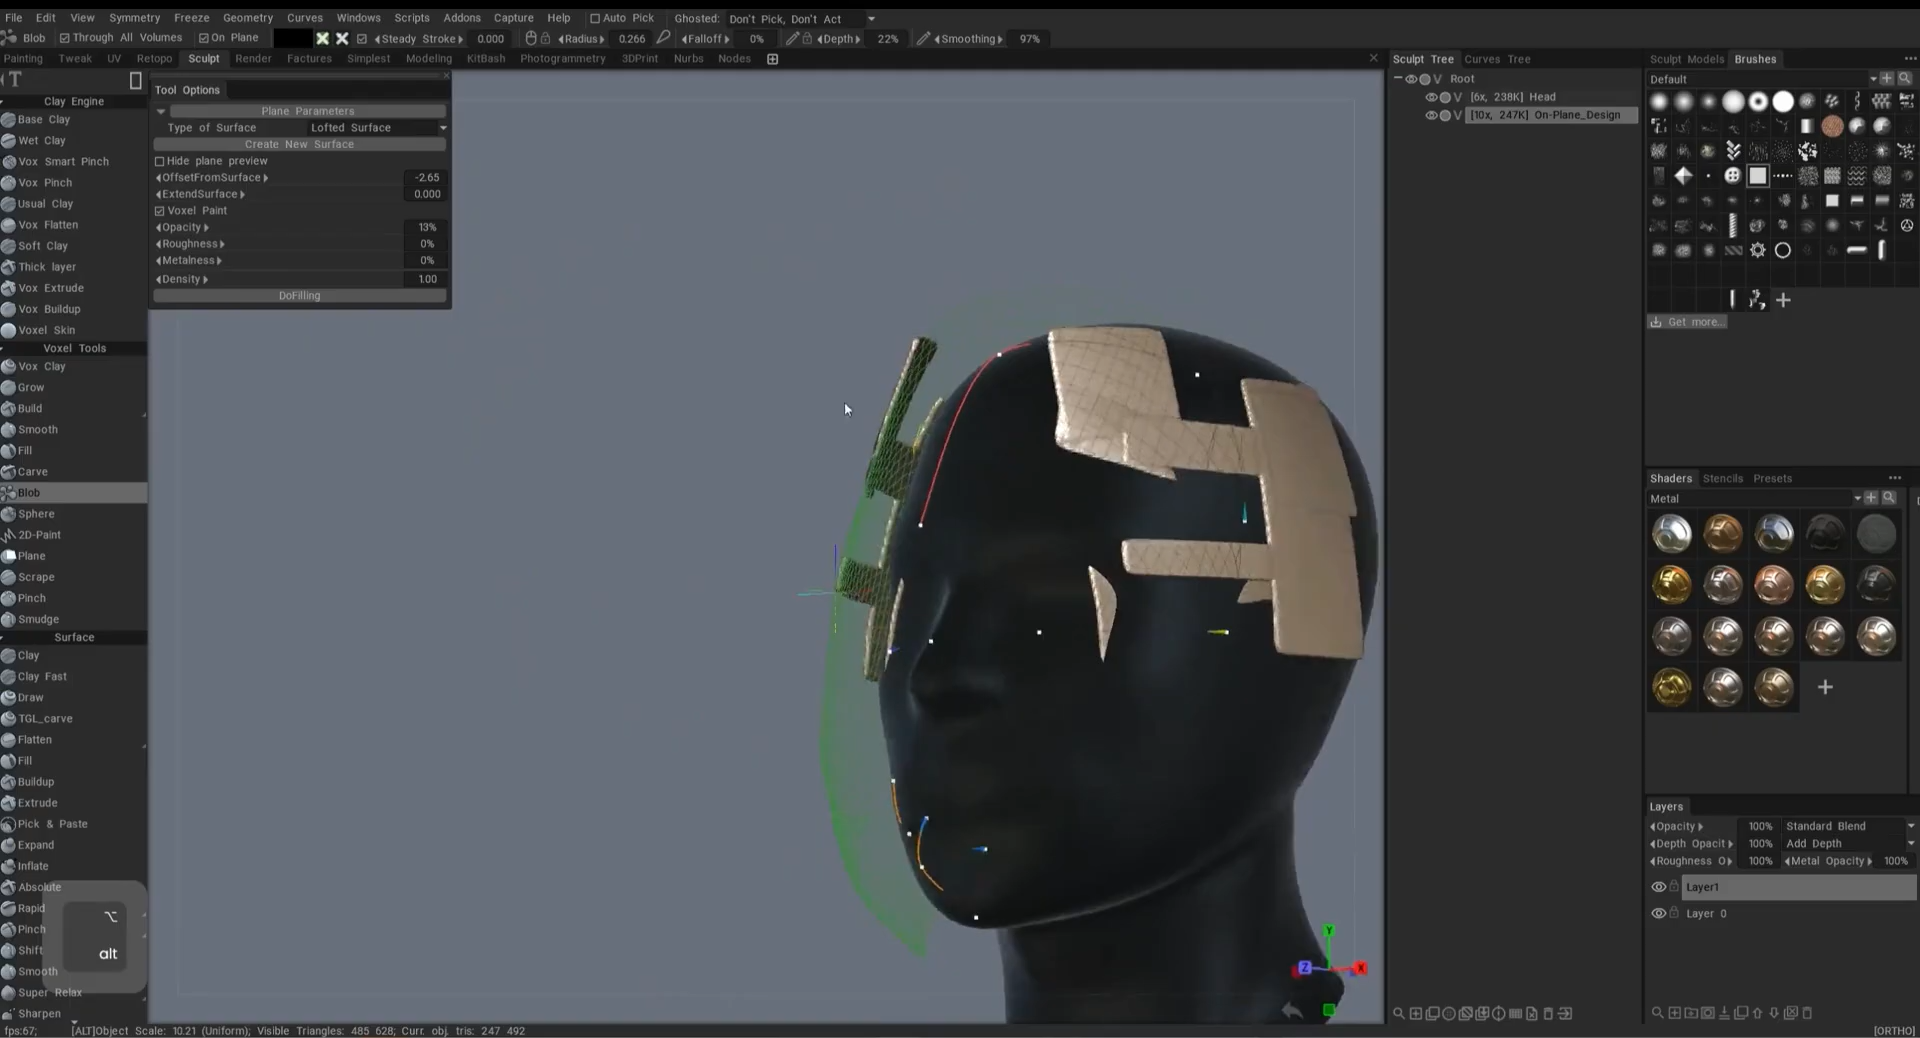 File Edit View Symmetry Freeze Geometry Curves Windows Scripts Addons Capture Help Auto Pick Ghosted: Don't Pick, Don't Act
Blob Through All Volumes On Plane Steady Stroke 0.000 Radius 0.266 Falloff 0% Depth 22% Smoothing 97%
Painting Tweak UV Retopo Sculpt Render Factures Simplest Modeling KitBash Photogrammetry 3DPrint Nurbs Nodes
T
Clay Engine
Base Clay
Wet Clay
Vox Smart Pinch
Vox Pinch
Usual Clay
Vox Flatten
Soft Clay
Thick layer
Vox Extrude
Vox Buildup
Voxel Skin
Voxel Tools
Vox Clay
Grow
Build
Smooth
Fill
Carve
Blob
Sphere
2D-Paint
Plane
Scrape
Pinch
Smudge
Surface
Clay
Clay Fast
Draw
TGL_carve
Flatten
Fill
Buildup
Extrude
Pick & Paste
Expand
Inflate
Absolute
Rapid
Pinch
Shift
Smooth
Super Relax
Sharpen
alt
Tool Options
Plane Parameters
Type of Surface Lofted Surface
Create New Surface
Hide plane preview
OffsetFromSurface -2.65
ExtendSurface 0.000
Voxel Paint
Opacity 13%
Roughness 0%
Metalness 0%
Density 1.00
DoFilling
Y
Z X
Sculpt Tree Curves Tree
Root
V [6x, 238K] Head
V [10x, 247K] On-Plane_Design
Sculpt Models Brushes
Default
Get more...
Shaders Stencils Presets
Metal
Layers
Opacity 100% Standard Blend
Depth Opacit 100% Add Depth
Roughness O 100% Metal Opacity 100%
Layer1
Layer 0
fps:67; [ALT]Object Scale: 10.21 (Uniform); Visible Triangles: 485 628; Curr. obj. tris: 247 492
[ORTHO]